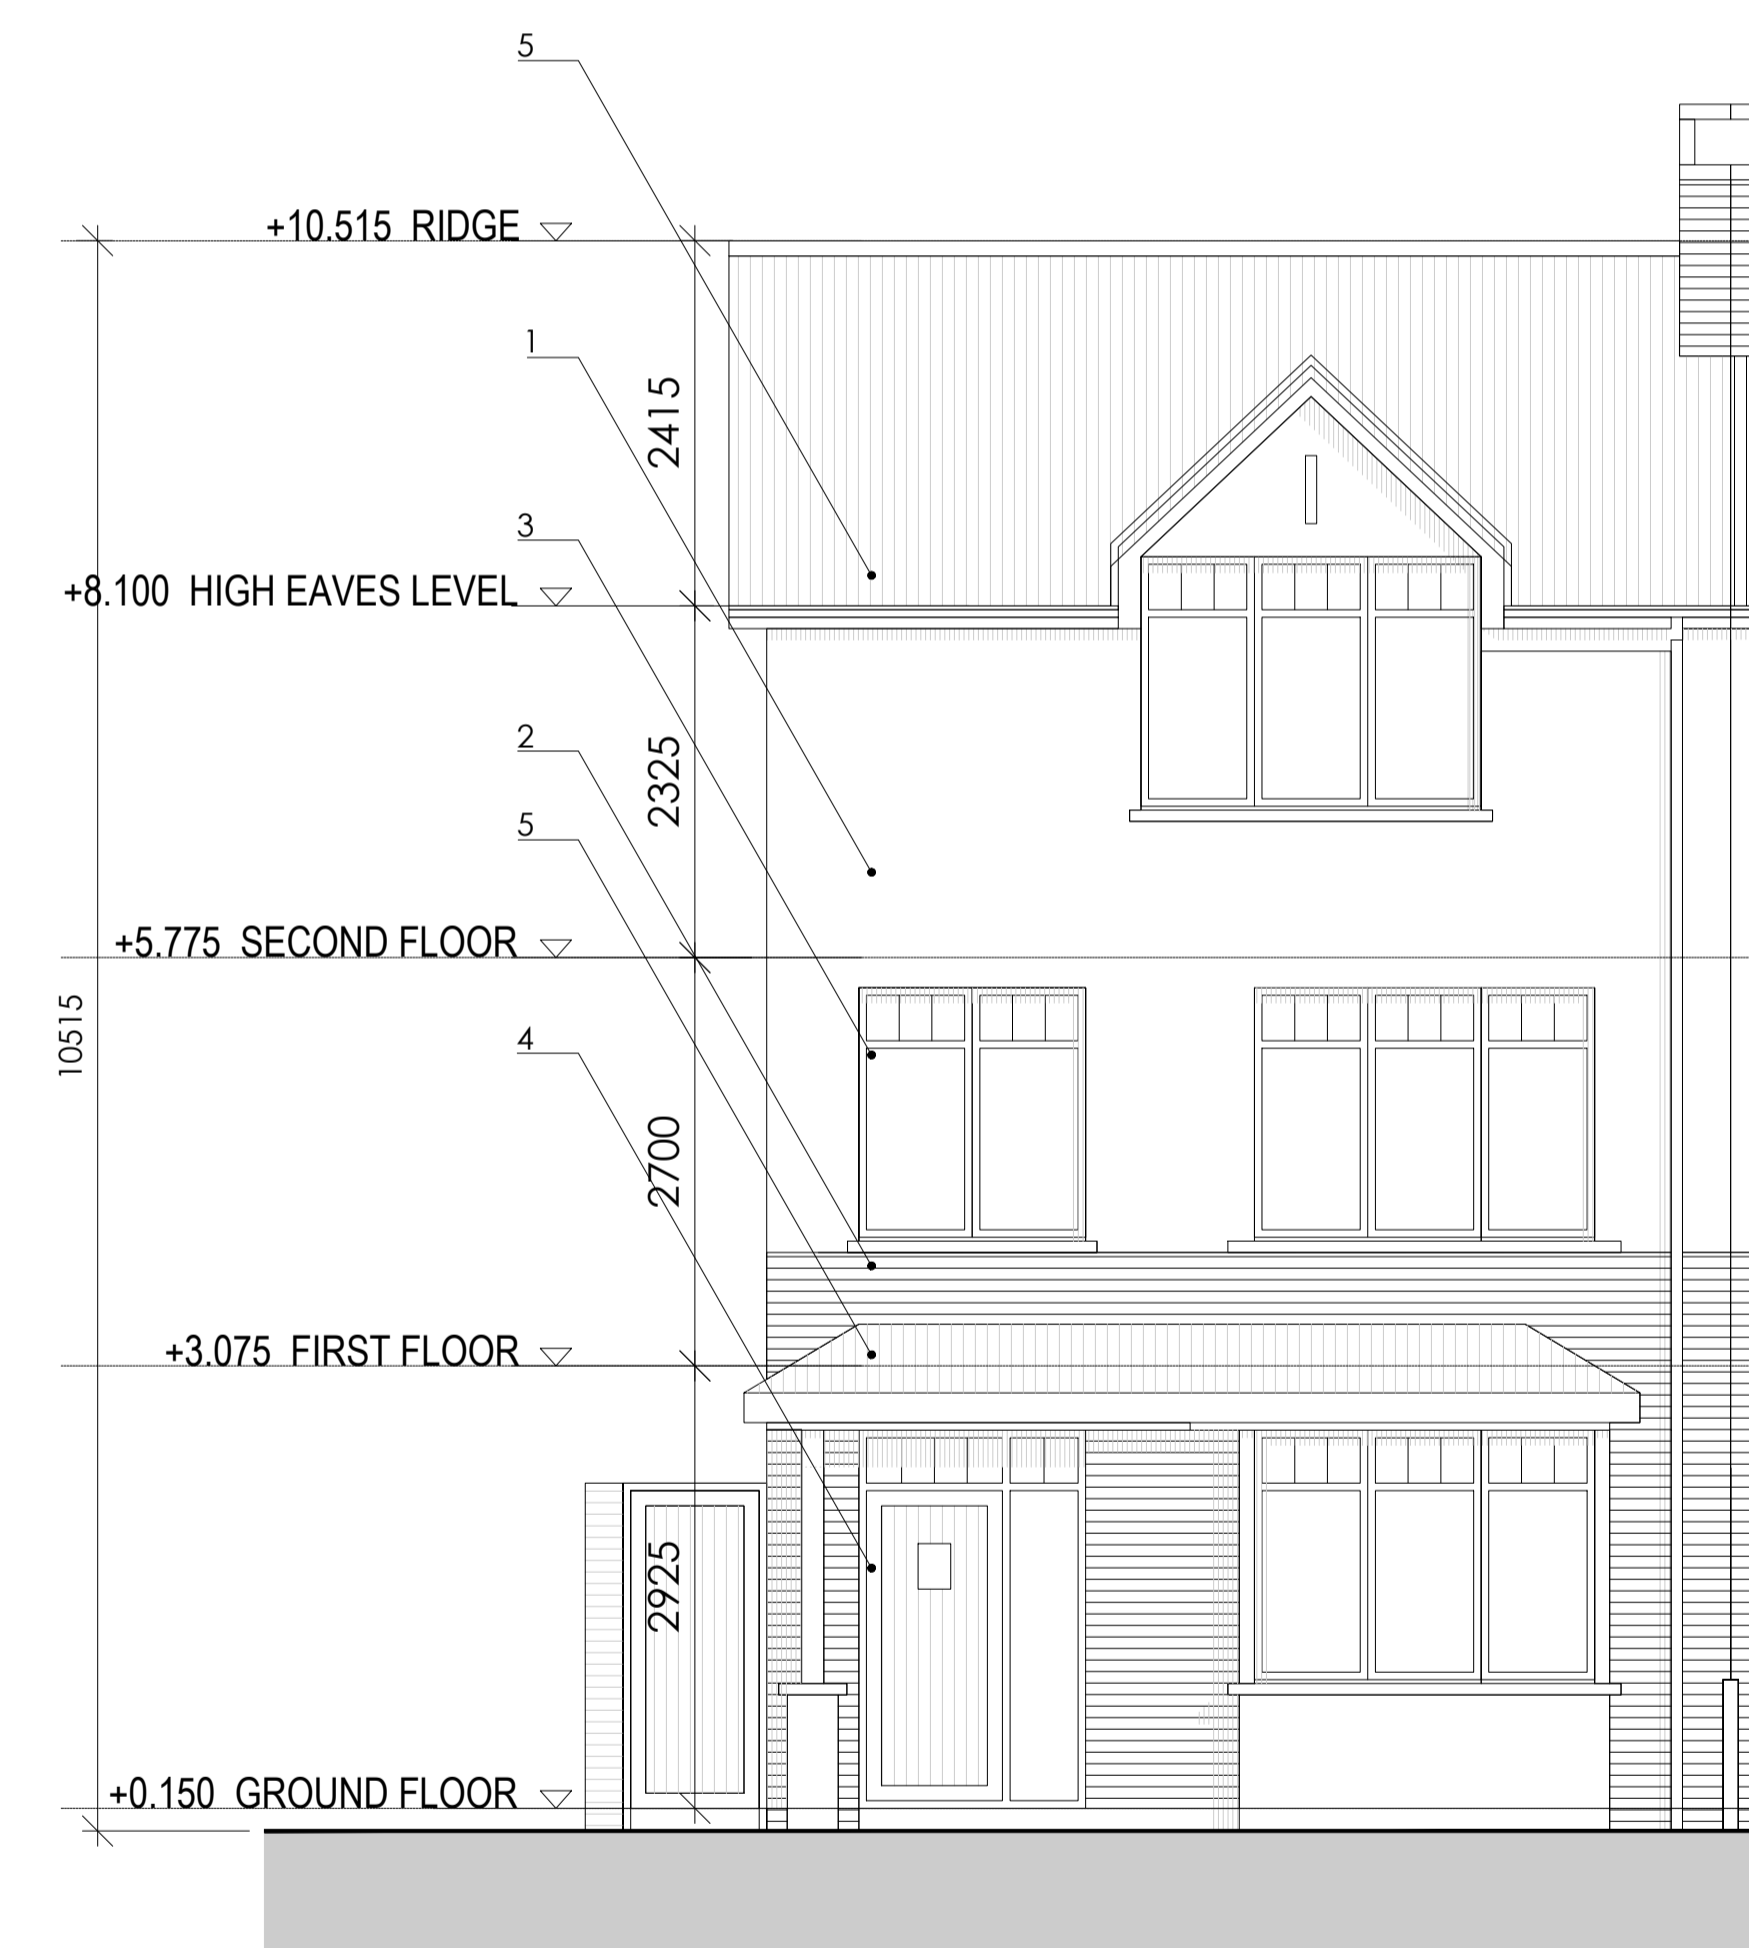 5
+10.515 RIDGE
1
2415
3
+8.100 HIGH EAVES LEVEL
2
2325
5
+5.775 SECOND FLOOR
10515
4
2700
+3.075 FIRST FLOOR
2925
+0.150 GROUND FLOOR